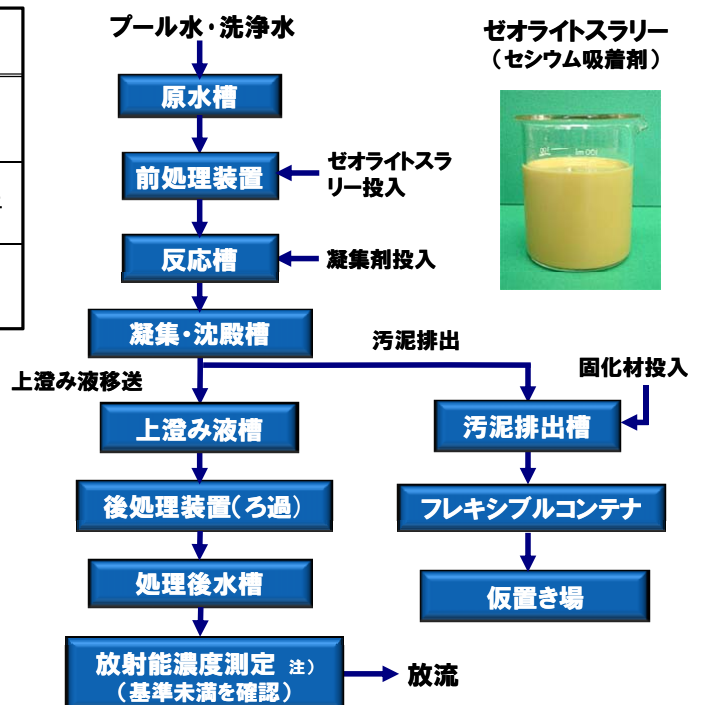 プール水・洗浄水
ゼオライトスラリー
（セシウム吸着剤）
原水槽
前処理装置
ゼオライトスラ
リー投入
反応槽
凝集剤投入
凝集・沈殿槽
汚泥排出
固化材投入
上澄み液移送
上澄み液槽
汚泥排出槽
後処理装置（ろ過）
フレキシブルコンテナ
処理後水槽
仮置き場
放射能濃度測定 注）
（基準未満を確認）
放流